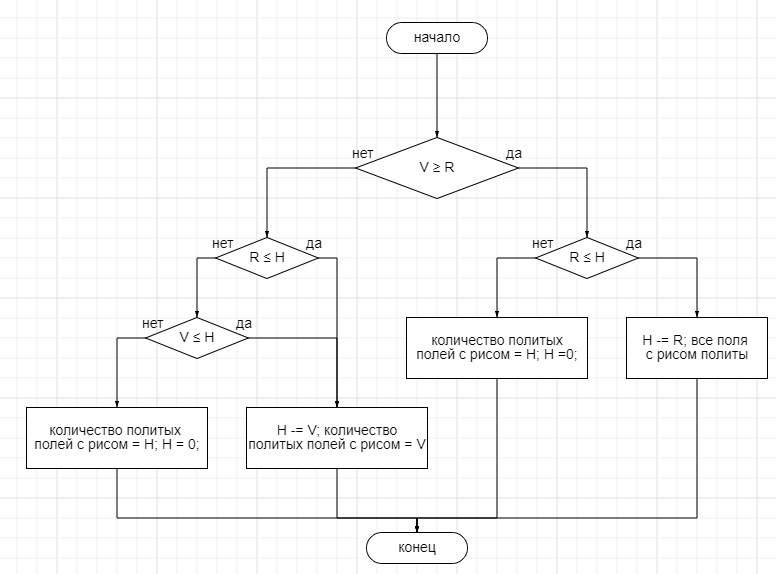 начало
нет
да
V ≥ R
нет
да
R ≤ H
нет
да
R ≤ H
нет
да
V ≤ H
количество политых
полей с рисом = H; H =0;
H -= R; все поля
с рисом политы
количество политых
полей с рисом = H; H = 0;
H -= V; количество
политых полей с рисом = V
конец